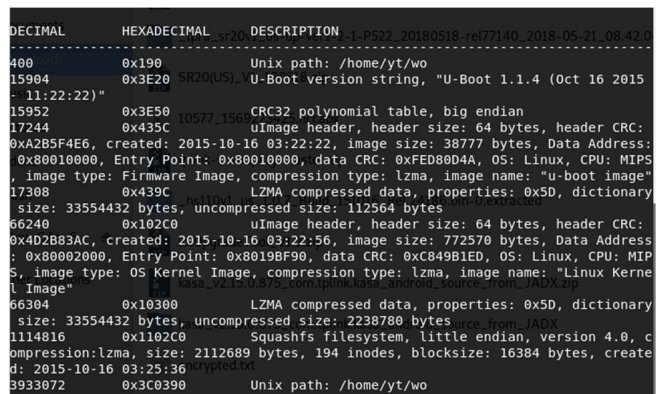 DECIMAL HEXADECIMAL DESCRIPTION
--------------------------------------------------------------------------------
400 0x190 Unix path: /home/yt/wo
15904 0x3E20 U-Boot version string, "U-Boot 1.1.4 (Oct 16 2015
- 11:22:22)"
15952 0x3E50 CRC32 polynomial table, big endian
17244 0x435C uImage header, header size: 64 bytes, header CRC:
0xA2B5F4E6, created: 2015-10-16 03:22:22, image size: 38777 bytes, Data Address:
0x80010000, Entry Point: 0x80010000, data CRC: 0xFED80D4A, OS: Linux, CPU: MIPS
, image type: Firmware Image, compression type: lzma, image name: "u-boot image"
17308 0x439C LZMA compressed data, properties: 0x5D, dictionary
size: 33554432 bytes, uncompressed size: 112564 bytes
66240 0x102C0 uImage header, header size: 64 bytes, header CRC:
0x4D2B83AC, created: 2015-10-16 03:22:56, image size: 772570 bytes, Data Address
: 0x80002000, Entry Point: 0x8019BF90, data CRC: 0xC849B1ED, OS: Linux, CPU: MIP
S, image type: OS Kernel Image, compression type: lzma, image name: "Linux Kerne
l Image"
66304 0x10300 LZMA compressed data, properties: 0x5D, dictionary
size: 33554432 bytes, uncompressed size: 2238780 bytes
1114816 0x1102C0 Squashfs filesystem, little endian, version 4.0, c
ompression:lzma, size: 2112689 bytes, 194 inodes, blocksize: 16384 bytes, create
d: 2015-10-16 03:25:36
3933072 0x3C0390 Unix path: /home/yt/wo
kasa_v2.15.0.875_com.tplink.kasa_android_source_from_JADX.zip